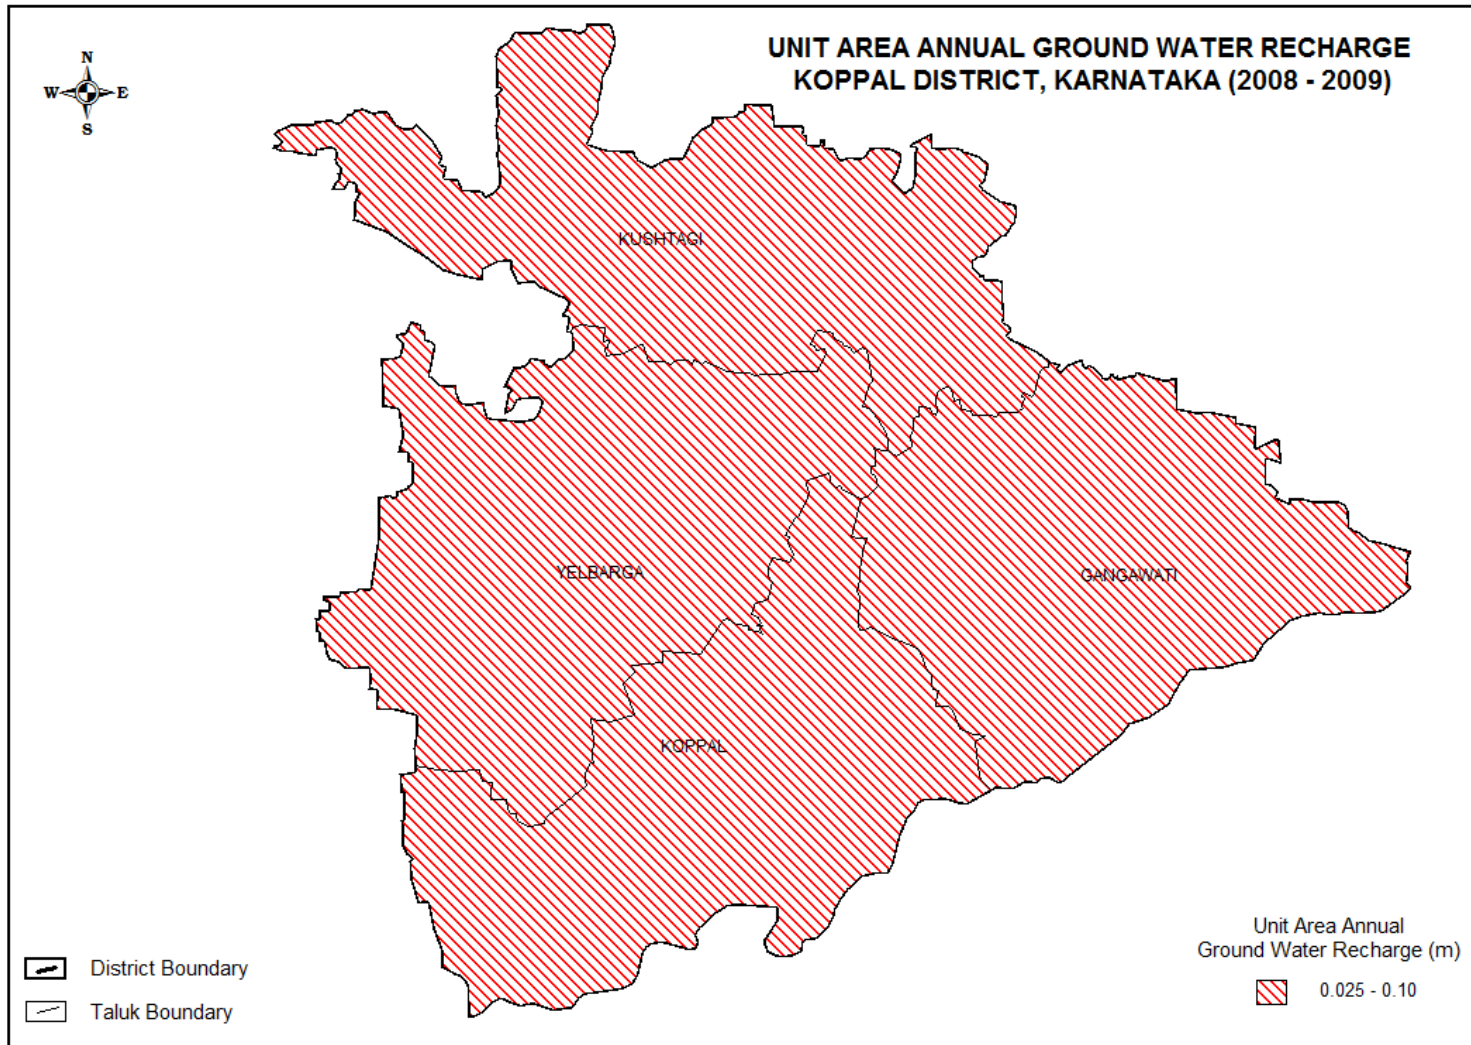 UNIT AREA ANNUAL GROUND WATER RECHARGE
KOPPAL DISTRICT, KARNATAKA (2008 - 2009)
N
W E
S
KUSHTAGI
YELBARGA
GANGAWATI
KOPPAL
District Boundary
Taluk Boundary
Unit Area Annual
Ground Water Recharge (m)
0.025 - 0.10